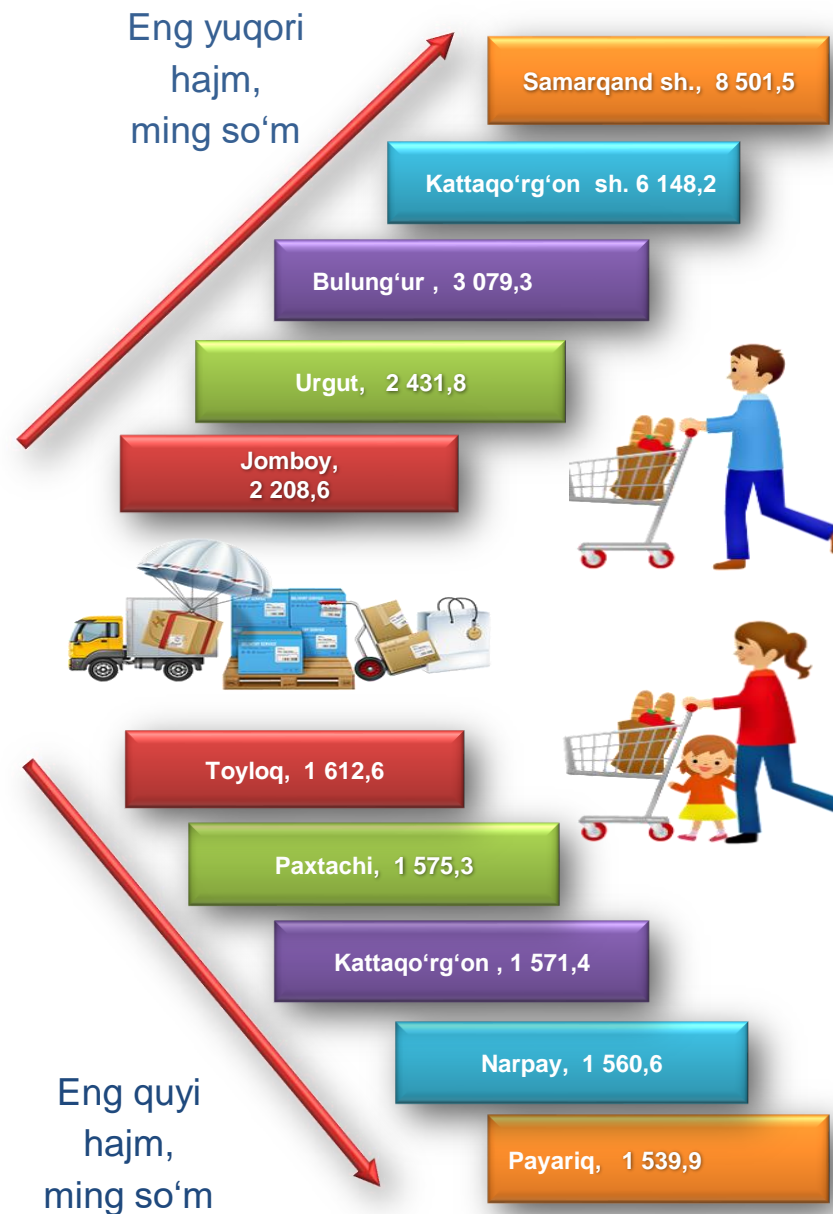 Eng yuqori
hajm,
ming so‘m
Samarqand sh., 8 501,5
Kattaqo‘rg‘on sh. 6 148,2
Bulung‘ur , 3 079,3
Urgut, 2 431,8
Jomboy,
2 208,6
Toyloq, 1 612,6
Paxtachi, 1 575,3
Kattaqo‘rg‘on , 1 571,4
Narpay, 1 560,6
Payariq, 1 539,9
Eng quyi
hajm,
ming so‘m